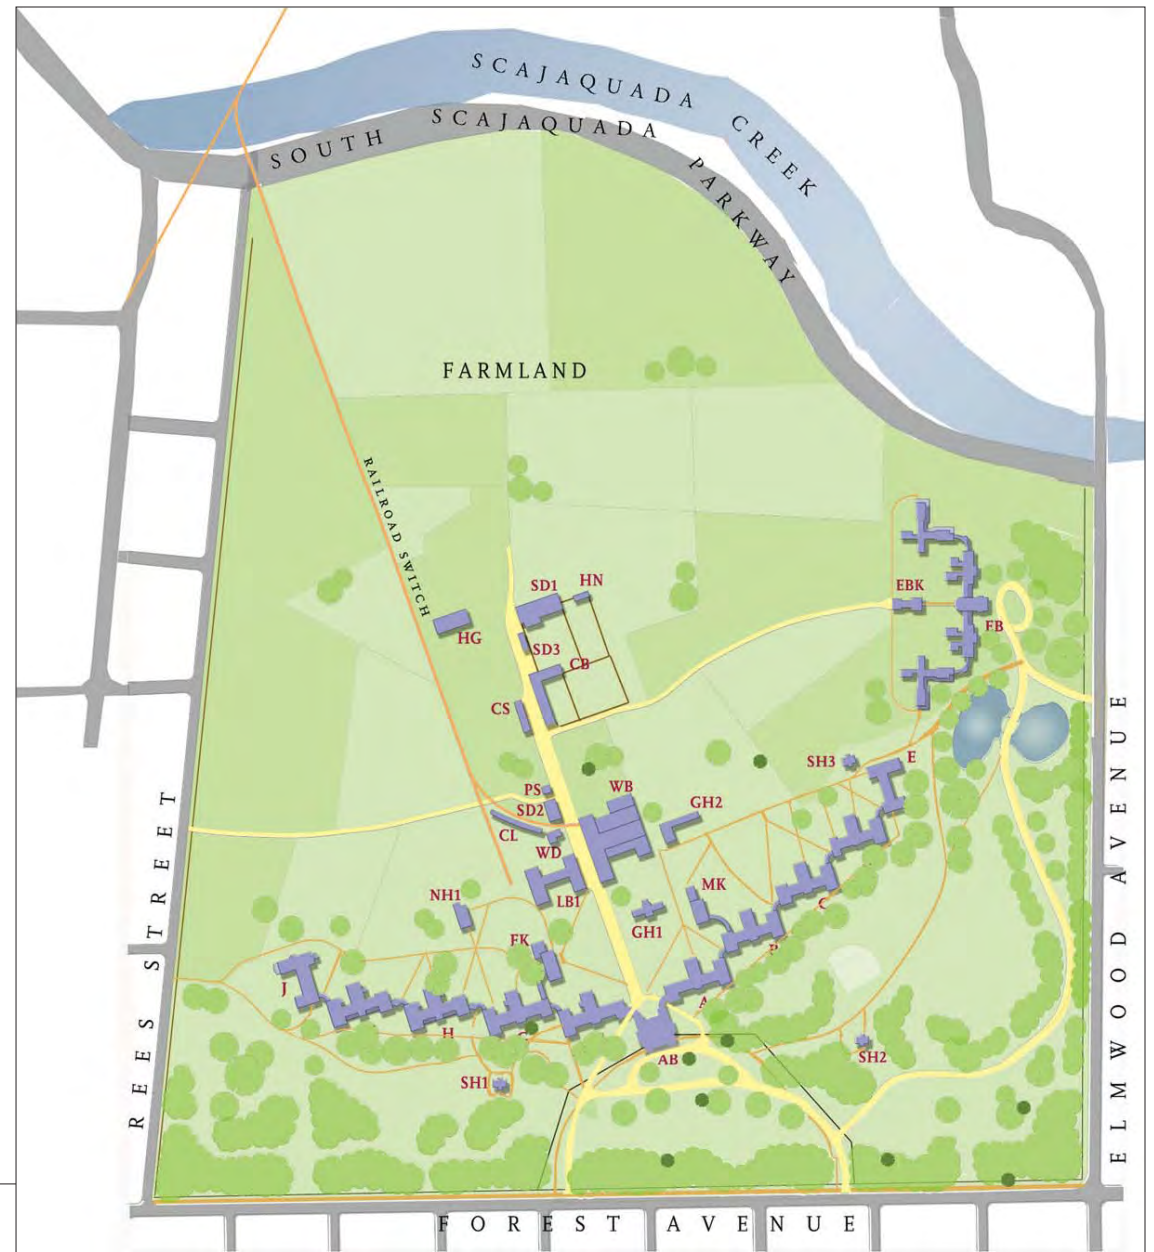 SCAJAQUADA CREEK
SOUTH SCAJAQUADA PARKWAY
FARMLAND
RAILROAD SWITCH
SD1
HN
EBK
HG
FB
SD3
CB
CS
SH3
E
PS
WB
SD2
GH2
CL
WD
MK
NH1
LB1
C
GH1
FK
J
A
H
AB
SH2
SH1
REES STREET
ELMWOOD AVENUE
FOREST AVENUE